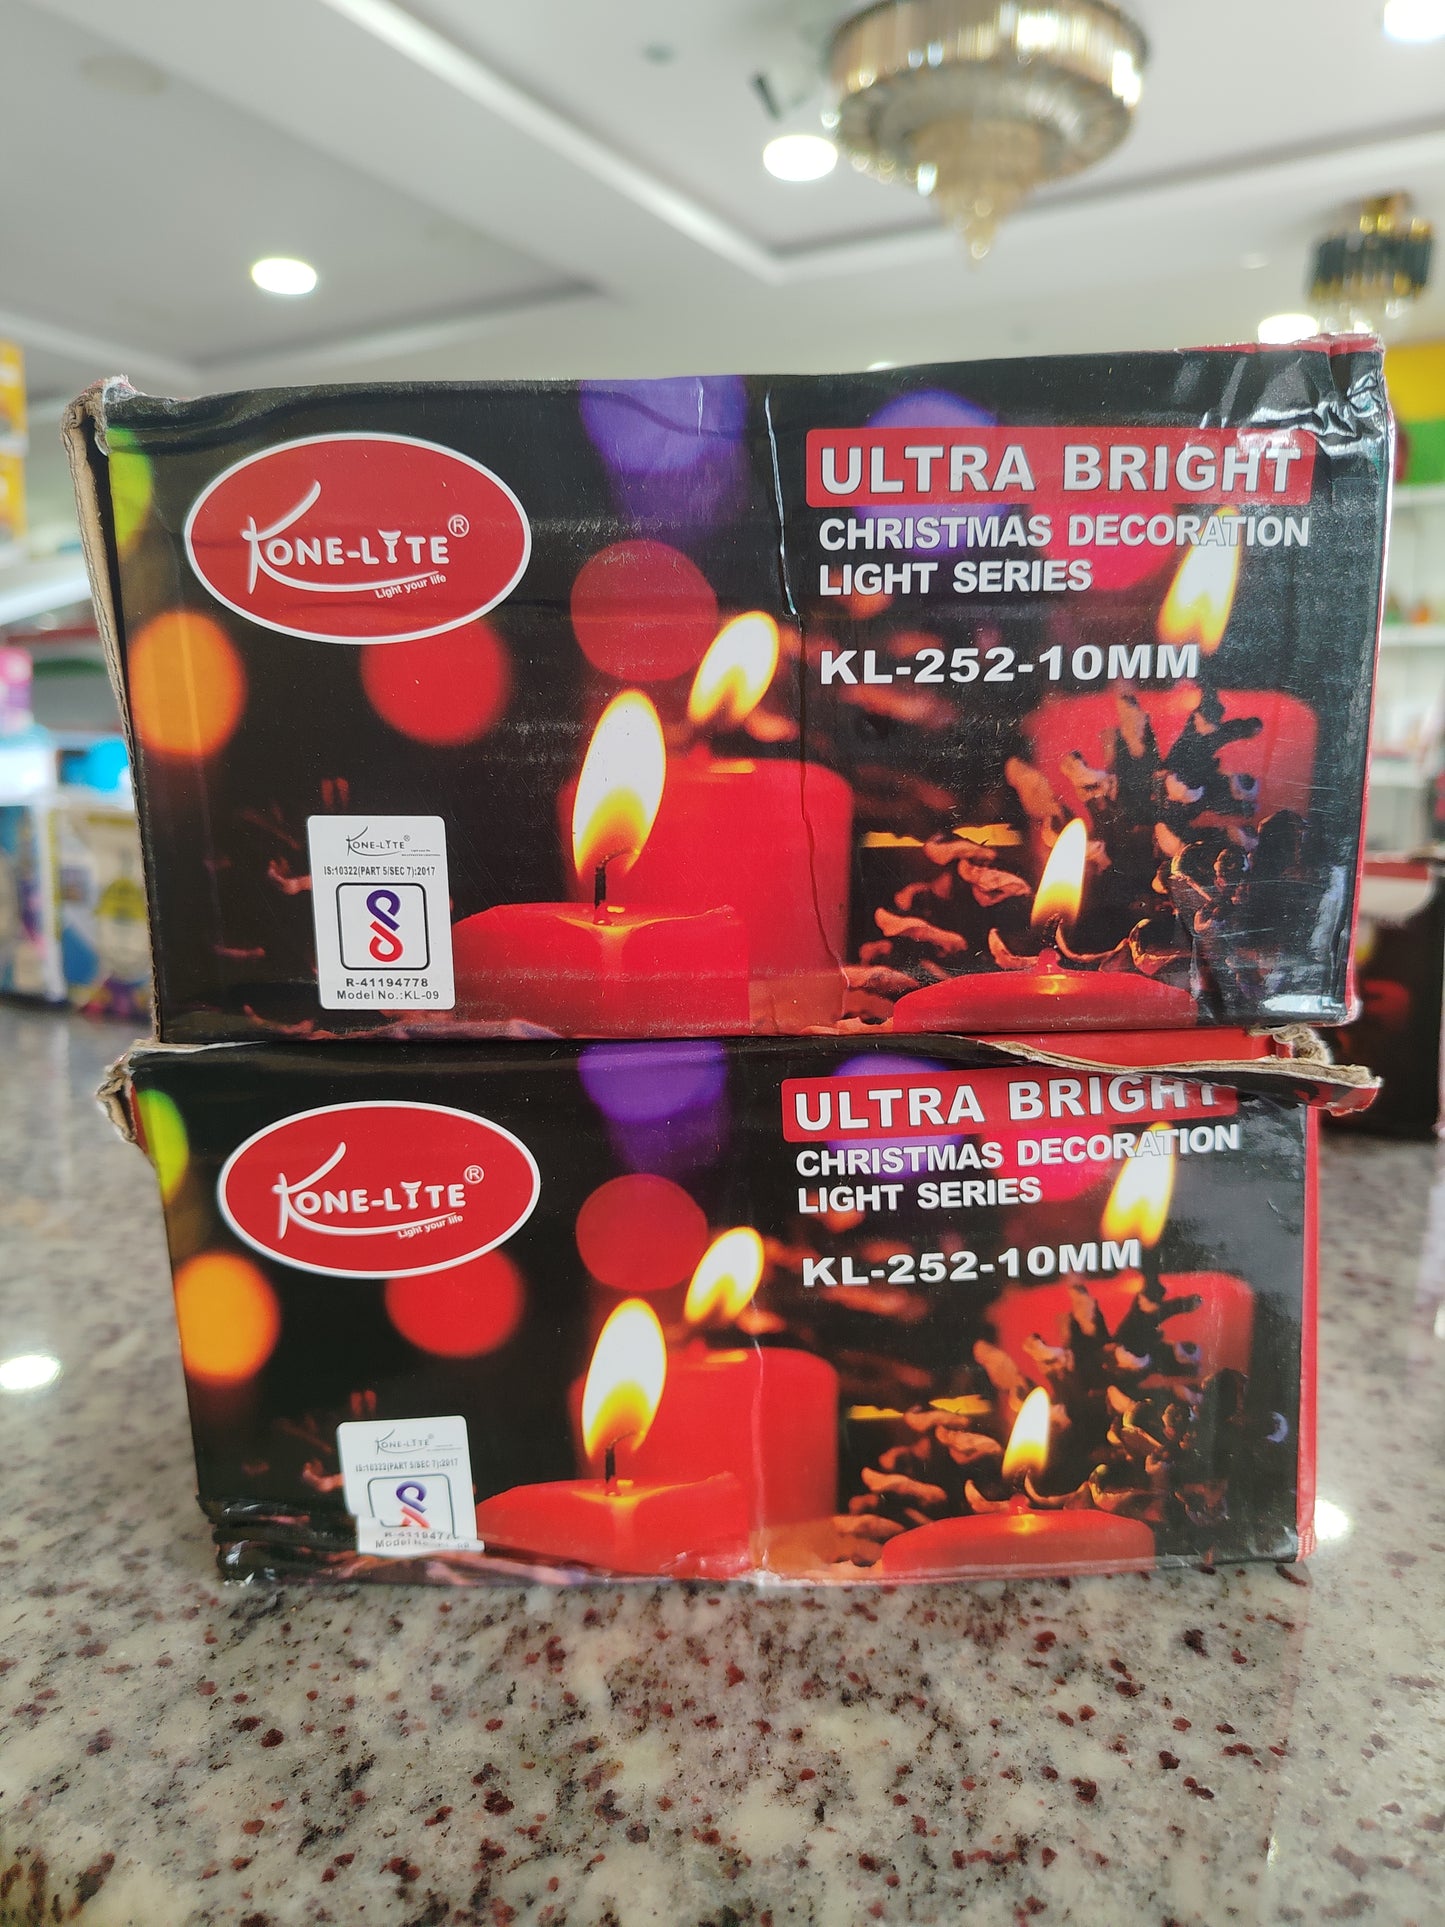 KONE-LITE®
Light your life
ULTRA BRIGHT
CHRISTMAS DECORATION
LIGHT SERIES
KL-252-10MM
KONE-LITE®
IS:10322(PART 5/SEC 7):2017
R-41194778
Model No.:KL-09
KONE-LITE®
Light your life
ULTRA BRIGHT
CHRISTMAS DECORATION
LIGHT SERIES
KL-252-10MM
KONE-LITE®
IS:10322(PART 5/SEC 7):2017
R-4119477
Model